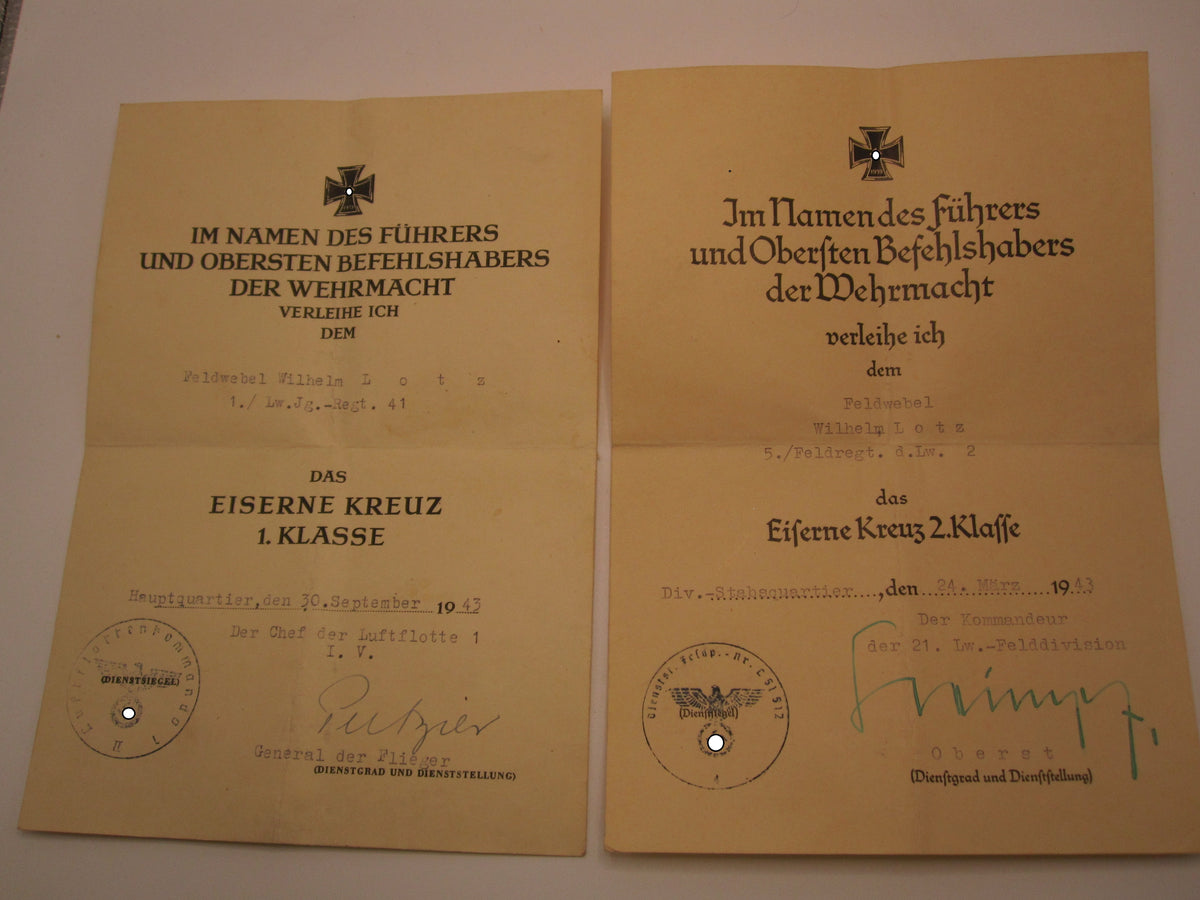 IM NAMEN DES FÜHRERS
UND OBERSTEN BEFEHLSHABERS
DER WEHRMACHT
VERLEIHE ICH
DEM
Feldwebel Wilhelm L o t z
1./ Lw.Jg.-Regt. 41
DAS
EISERNE KREUZ
1. KLASSE
Hauptquartier, den 30. September 1943
Der Chef der Luftflotte 1
I. V.
(DIENSTSIEGEL)
General der Flieger
(DIENSTGRAD UND DIENSTSTELLUNG)
Im Namen des Führers
und Oberſten Befehlshabers
der Wehrmacht
verleihe ich
dem
Feldwebel
Wilhelm L o t z
5./Feldregt. d.Lw. 2
das
Eiſerne Kreuz 2. Klaſſe
Div.-Stabsquartier, den 24. März 1943
Der Kommandeur
der 21. Lw.-Felddivision
(Dienſtſiegel)
O b e r s t
(Dienſtgrad und Dienſtſtellung)